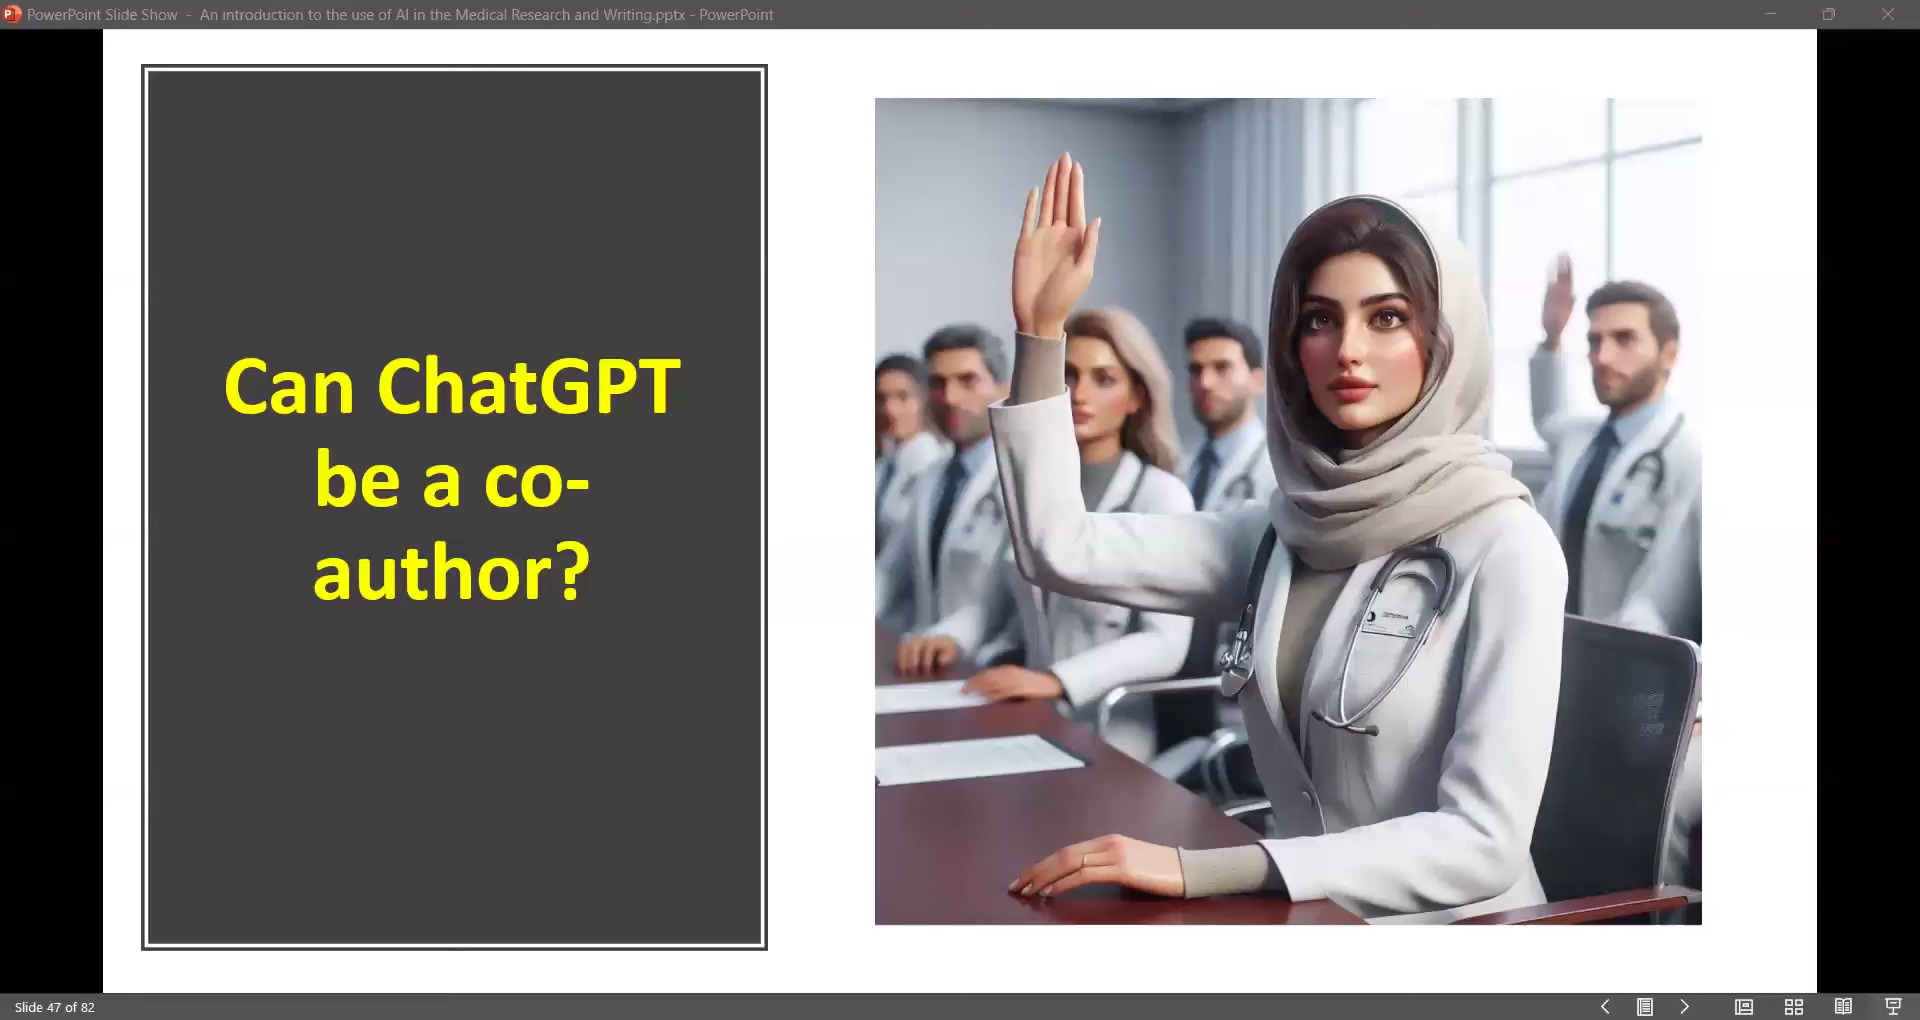 PowerPoint Slide Show - An introduction to the use of AI in the Medical Research and Writing.pptx - PowerPoint
Can ChatGPT
be a co-
author?
Slide 47 of 82